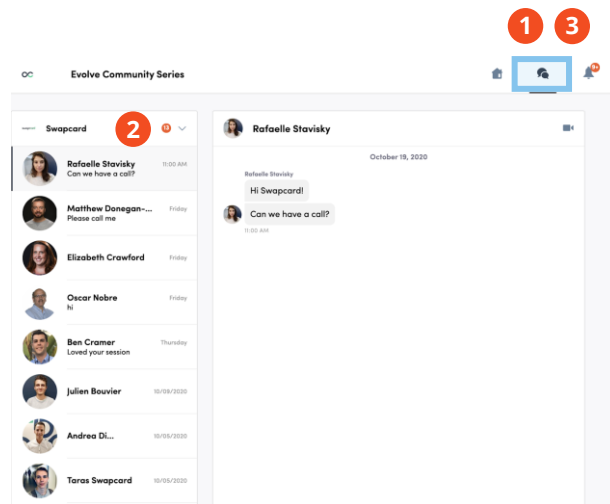 1 3
Evolve Community Series
9+
Swapcard 2 13
Rafaelle Stavisky 11:00 AM
Can we have a call?
Matthew Donegan-... Friday
Please call me
Elizabeth Crawford Friday
Oscar Nobre Friday
hi
Ben Cramer Thursday
Loved your session
Julien Bouvier 10/09/2020
Andrea Di... 10/05/2020
Taras Swapcard 10/05/2020
Rafaelle Stavisky
October 19, 2020
Rafaelle Stavisky
Hi Swapcard!
Can we have a call?
11:00 AM